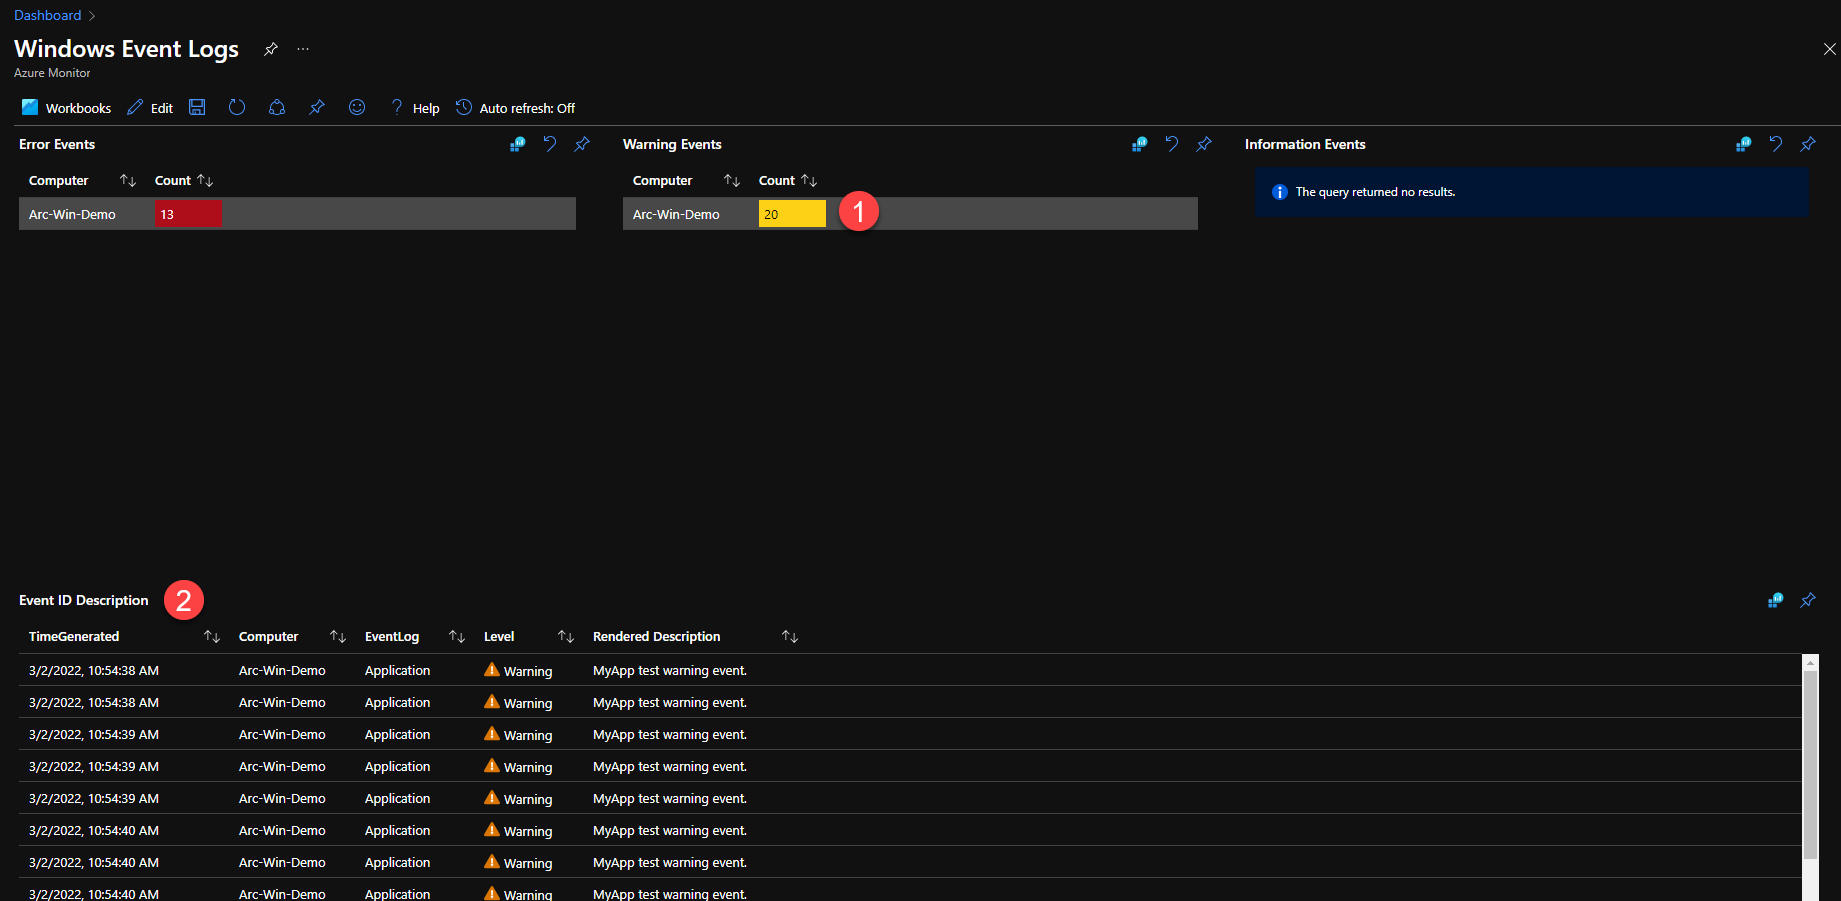 Dashboard
Windows Event Logs
Azure Monitor
Workbooks Edit Help Auto refresh: Off
Error Events Warning Events Information Events
Computer Count Computer Count
The query returned no results.
Arc-Win-Demo 13 Arc-Win-Demo 20 1
Event ID Description 2
TimeGenerated Computer EventLog Level Rendered Description
3/2/2022, 10:54:38 AM Arc-Win-Demo Application Warning MyApp test warning event.
3/2/2022, 10:54:38 AM Arc-Win-Demo Application Warning MyApp test warning event.
3/2/2022, 10:54:39 AM Arc-Win-Demo Application Warning MyApp test warning event.
3/2/2022, 10:54:39 AM Arc-Win-Demo Application Warning MyApp test warning event.
3/2/2022, 10:54:39 AM Arc-Win-Demo Application Warning MyApp test warning event.
3/2/2022, 10:54:40 AM Arc-Win-Demo Application Warning MyApp test warning event.
3/2/2022, 10:54:40 AM Arc-Win-Demo Application Warning MyApp test warning event.
3/2/2022, 10:54:40 AM Arc-Win-Demo Application Warning MyApp test warning event.